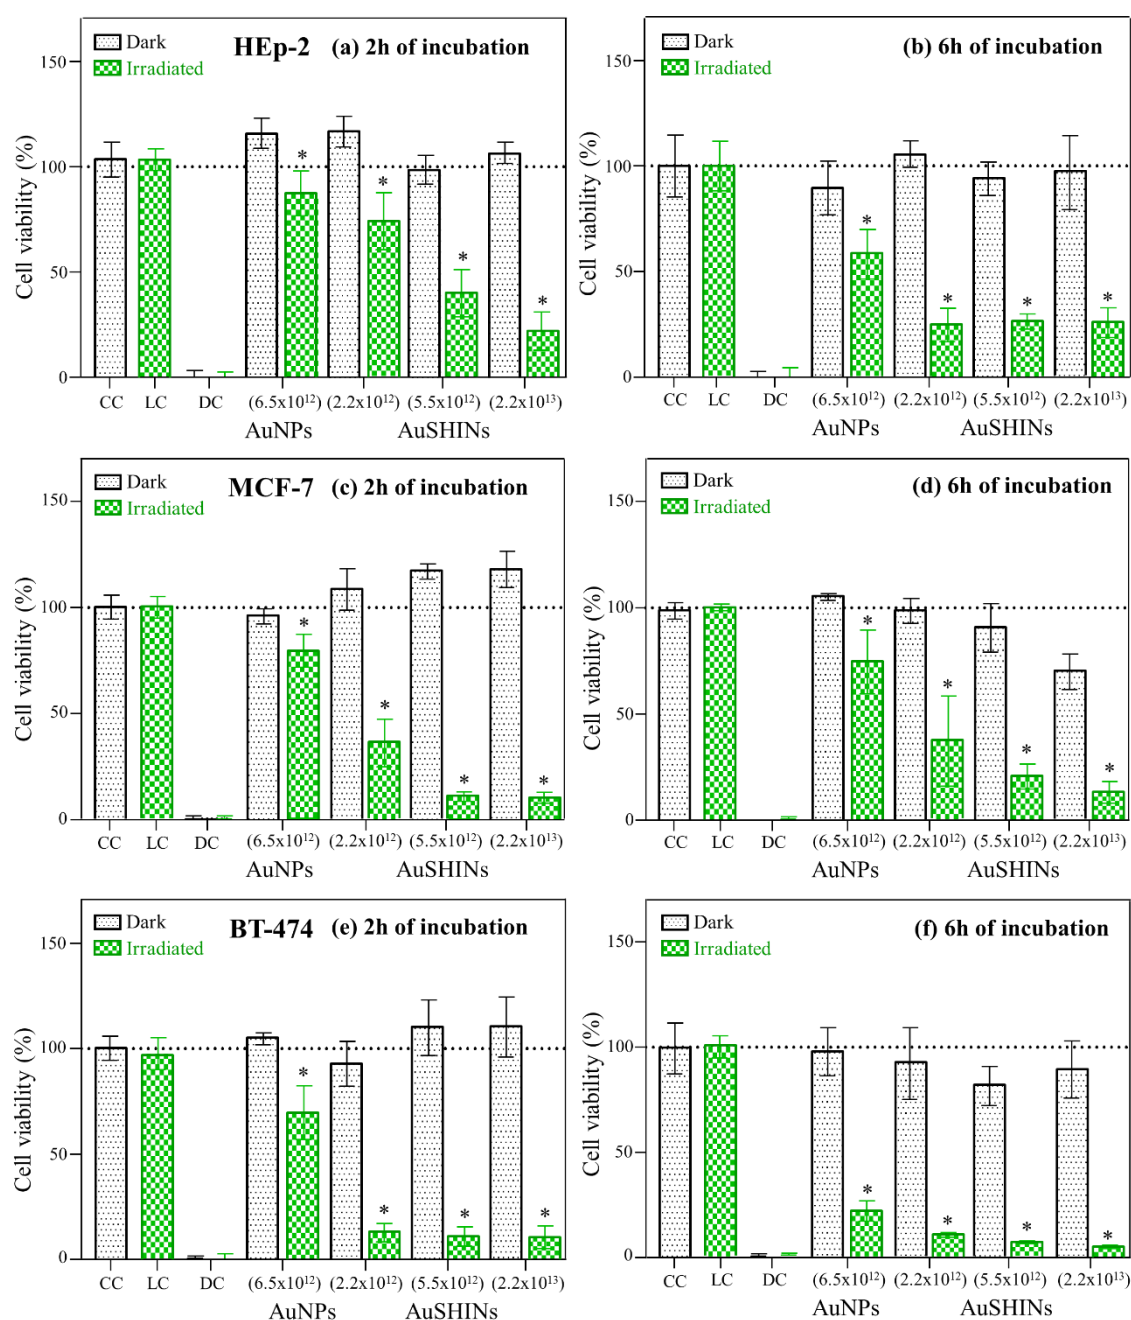 HEp-2 (a) 2h of incubation
Dark
Irradiated
Cell viability (%)
150
100
50
0
CC LC DC (6.5x10¹²) (2.2x10¹²) (5.5x10¹²) (2.2x10¹³)
AuNPs AuSHINs
* * * *
(b) 6h of incubation
Dark
Irradiated
Cell viability (%)
150
100
50
0
CC LC DC (6.5x10¹²) (2.2x10¹²) (5.5x10¹²) (2.2x10¹³)
AuNPs AuSHINs
* * * *
MCF-7 (c) 2h of incubation
Dark
Irradiated
Cell viability (%)
150
100
50
0
CC LC DC (6.5x10¹²) (2.2x10¹²) (5.5x10¹²) (2.2x10¹³)
AuNPs AuSHINs
* * * *
(d) 6h of incubation
Dark
Irradiated
Cell viability (%)
150
100
50
0
CC LC DC (6.5x10¹²) (2.2x10¹²) (5.5x10¹²) (2.2x10¹³)
AuNPs AuSHINs
* * * *
BT-474 (e) 2h of incubation
Dark
Irradiated
Cell viability (%)
150
100
50
0
CC LC DC (6.5x10¹²) (2.2x10¹²) (5.5x10¹²) (2.2x10¹³)
AuNPs AuSHINs
* * * *
(f) 6h of incubation
Dark
Irradiated
Cell viability (%)
150
100
50
0
CC LC DC (6.5x10¹²) (2.2x10¹²) (5.5x10¹²) (2.2x10¹³)
AuNPs AuSHINs
* * * *